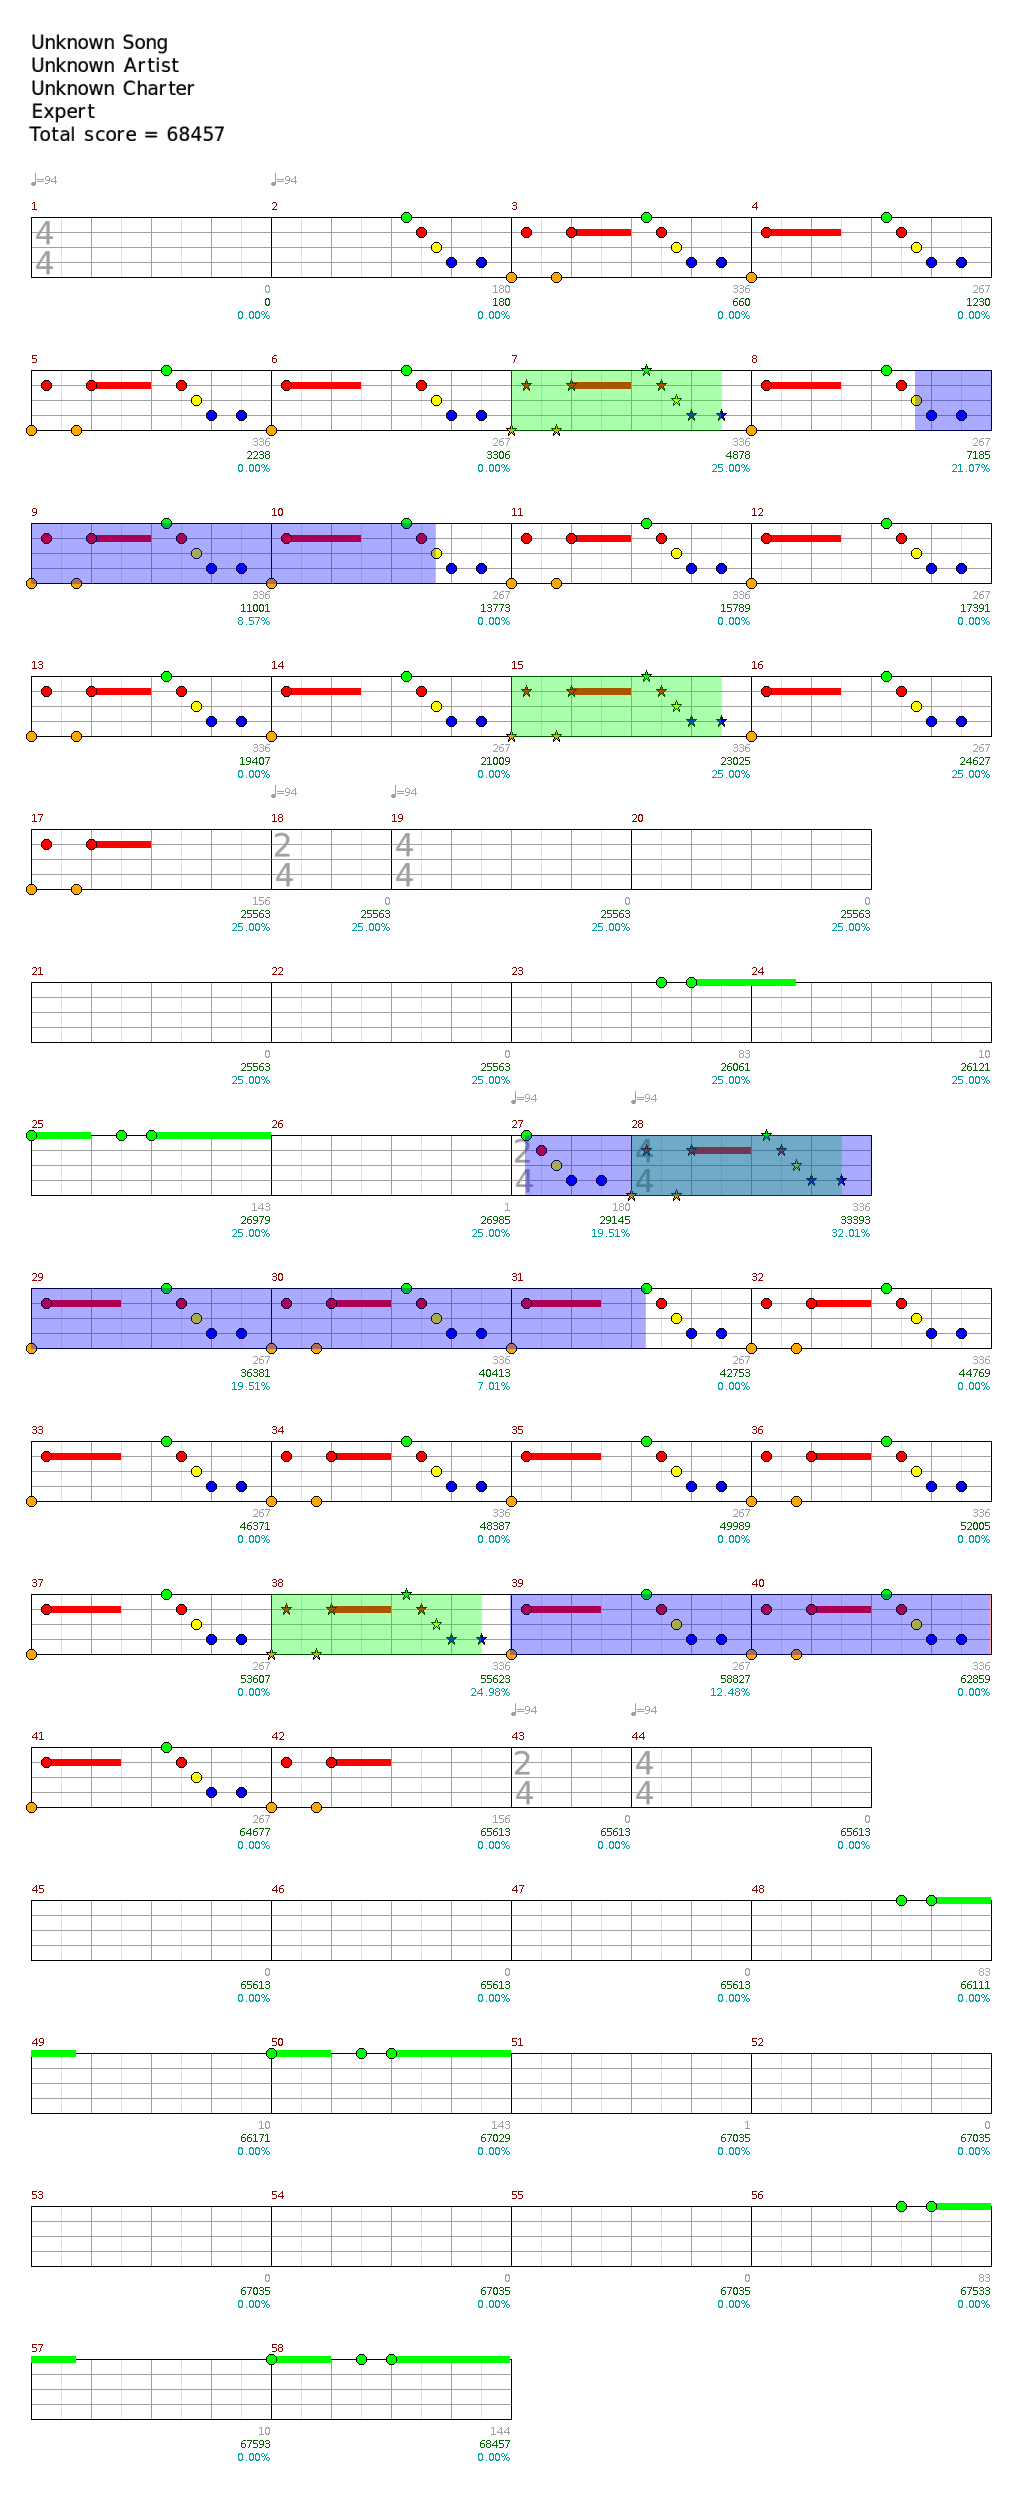 Unknown Song
Unknown Artist
Unknown Charter
Expert
Total score = 68457
♩=94 ♩=94
1 2 3 4
4
4
0 180 336 267
0 180 660 1230
0.00% 0.00% 0.00% 0.00%
5 6 7 8
336 267 336 267
2238 3306 4878 7185
0.00% 0.00% 25.00% 21.07%
9 10 11 12
336 267 336 267
11001 13773 15789 17391
8.57% 0.00% 0.00% 0.00%
13 14 15 16
336 267 336 267
19407 21009 23025 24627
0.00% 0.00% 25.00% 25.00%
♩=94 ♩=94
17 18 19 20
2 4
4 4
156 0 0 0
25563 25563 25563 25563
25.00% 25.00% 25.00% 25.00%
21 22 23 24
0 0 83 10
25563 25563 26061 26121
25.00% 25.00% 25.00% 25.00%
♩=94 ♩=94
25 26 27 28
2 4
4 4
143 1 180 336
26979 26985 29145 33393
25.00% 25.00% 19.51% 32.01%
29 30 31 32
267 336 267 336
36381 40413 42753 44769
19.51% 7.01% 0.00% 0.00%
33 34 35 36
267 336 267 336
46371 48387 49989 52005
0.00% 0.00% 0.00% 0.00%
37 38 39 40
267 336 267 336
53607 55623 58827 62859
0.00% 24.98% 12.48% 0.00%
♩=94 ♩=94
41 42 43 44
2 4
4 4
267 156 0 0
64677 65613 65613 65613
0.00% 0.00% 0.00% 0.00%
45 46 47 48
0 0 0 83
65613 65613 65613 66111
0.00% 0.00% 0.00% 0.00%
49 50 51 52
10 143 1 0
66171 67029 67035 67035
0.00% 0.00% 0.00% 0.00%
53 54 55 56
0 0 0 83
67035 67035 67035 67533
0.00% 0.00% 0.00% 0.00%
57 58
10 144
67593 68457
0.00% 0.00%